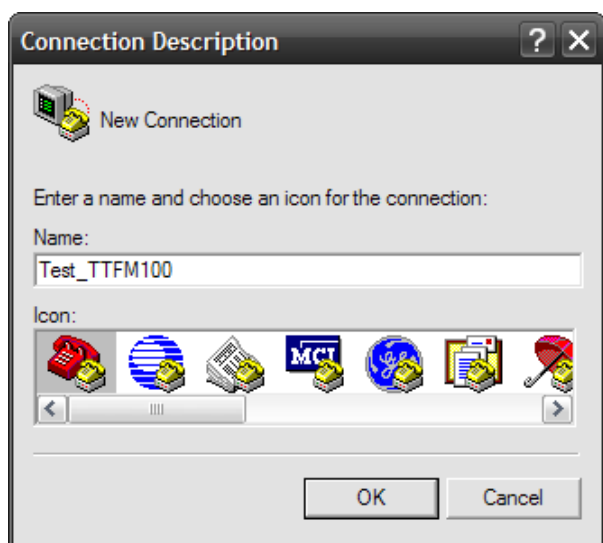 Connection Description
New Connection
Enter a name and choose an icon for the connection:
Name:
Test_TTFM100
Icon:
MCI
OK Cancel